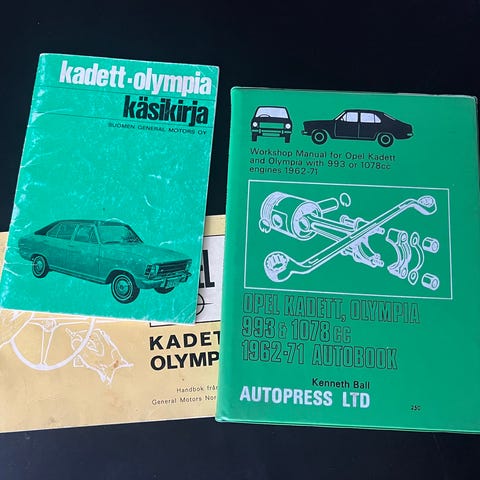 kadett-olympia
käsikirja
SUOMEN GENERAL MOTORS OY
Workshop Manual for Opel Kadett
and Olympia with 993 or 1078cc
engines 1962-71
OPEL KADETT, OLYMPIA
993 & 1078 cc
1962-71 AUTOBOOK
Kenneth Ball
AUTOPRESS LTD
KADETT
Handbok från
General Motors